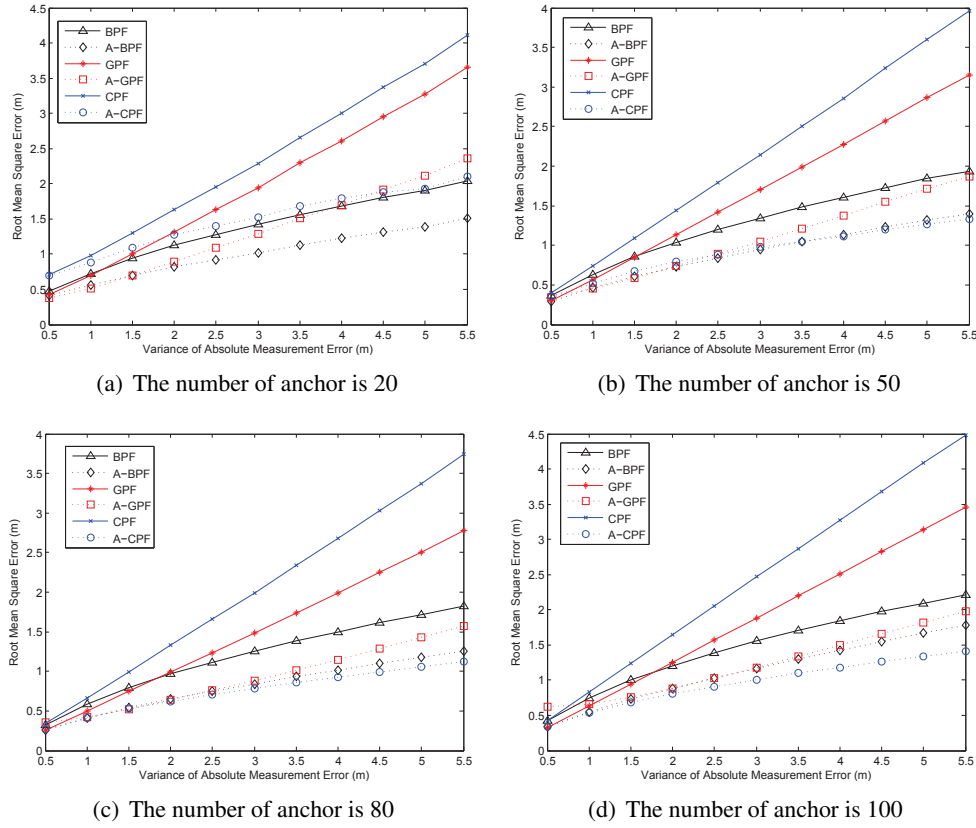 4.5
4
3.5
3
2.5
2
1.5
1
0.5
0
Root Mean Square Error (m)
BPF
A−BPF
GPF
A−GPF
CPF
A−CPF
0.5 1 1.5 2 2.5 3 3.5 4 4.5 5 5.5
Variance of Absolute Measurement Error (m)
(a) The number of anchor is 20
4
3.5
3
2.5
2
1.5
1
0.5
0
Root Mean Square Error (m)
BPF
A−BPF
GPF
A−GPF
CPF
A−CPF
0.5 1 1.5 2 2.5 3 3.5 4 4.5 5 5.5
Variance of Absolute Measurement Error (m)
(b) The number of anchor is 50
4
3.5
3
2.5
2
1.5
1
0.5
0
Root Mean Square Error (m)
BPF
A−BPF
GPF
A−GPF
CPF
A−CPF
0.5 1 1.5 2 2.5 3 3.5 4 4.5 5 5.5
Variance of Absolute Measurement Error (m)
(c) The number of anchor is 80
4.5
4
3.5
3
2.5
2
1.5
1
0.5
0
Root Mean Square Error (m)
BPF
A−BPF
GPF
A−GPF
CPF
A−CPF
0.5 1 1.5 2 2.5 3 3.5 4 4.5 5 5.5
Variance of Absolute Measurement Error (m)
(d) The number of anchor is 100